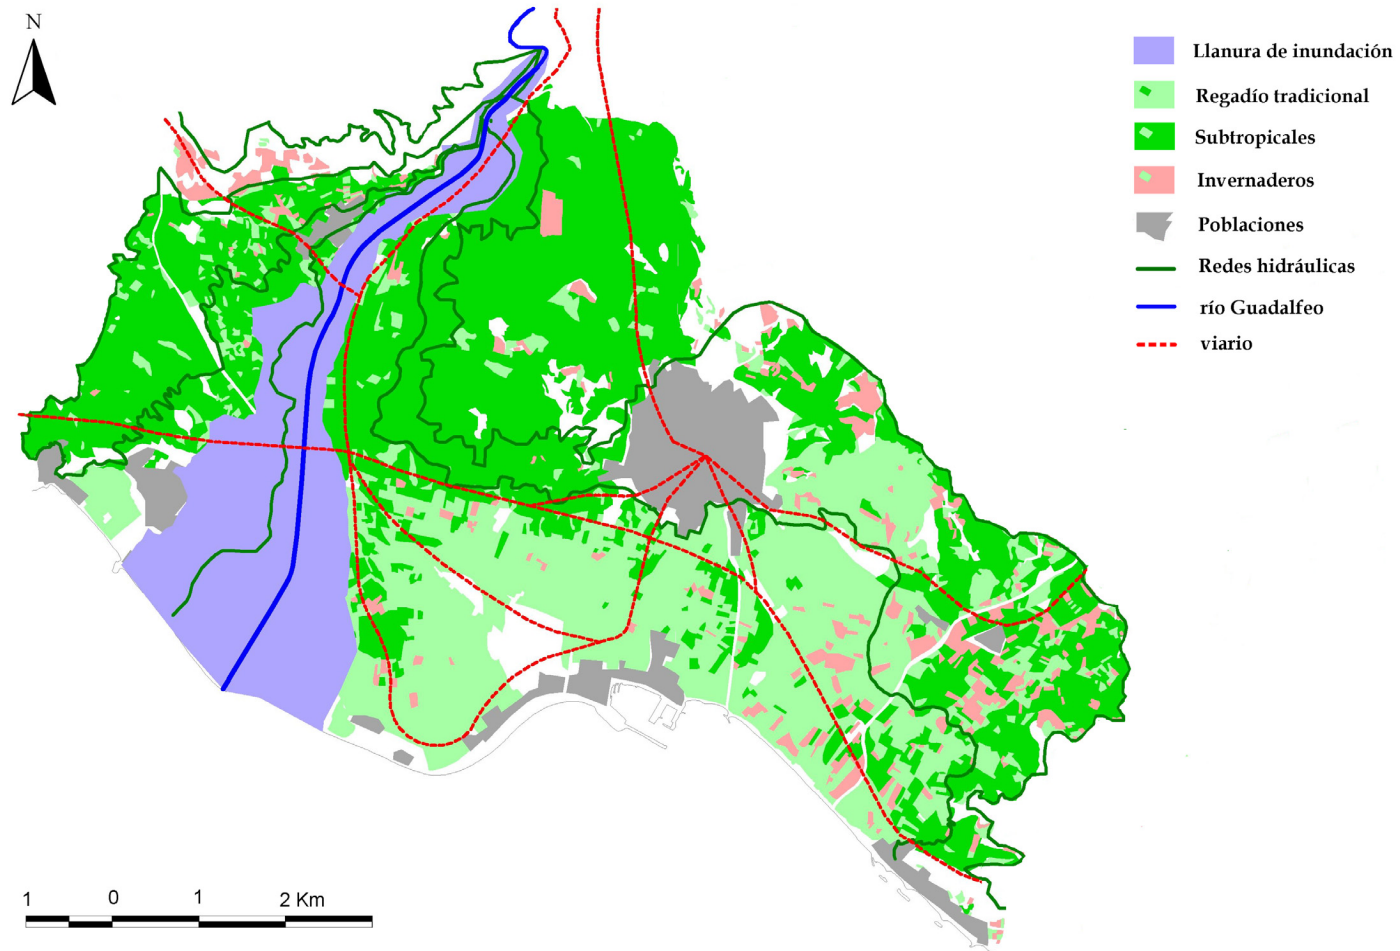 N
Llanura de inundación
Regadío tradicional
Subtropicales
Invernaderos
Poblaciones
Redes hidráulicas
río Guadalfeo
viario
1 0 1 2 Km